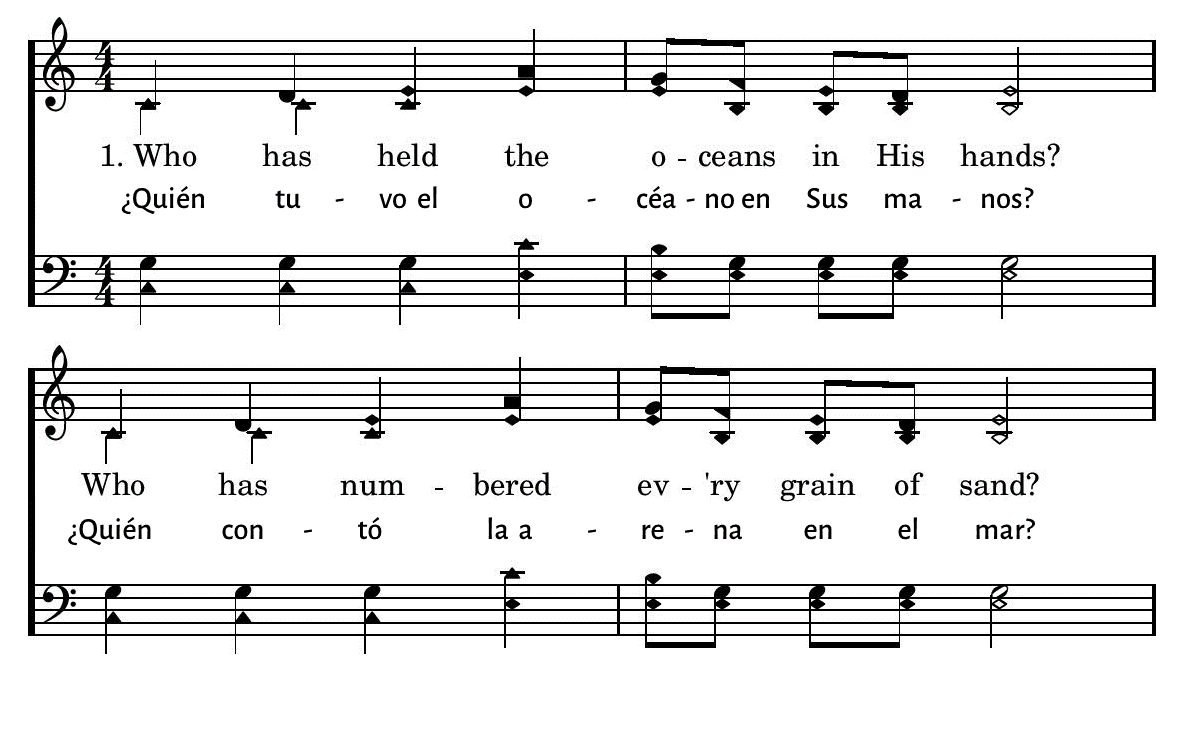 1. Who has held the o - ceans in His hands?
¿Quién tu - vo el o - céa - no en Sus ma - nos?
Who has num - bered ev - 'ry grain of sand?
¿Quién con - tó la a - re - na en el mar?